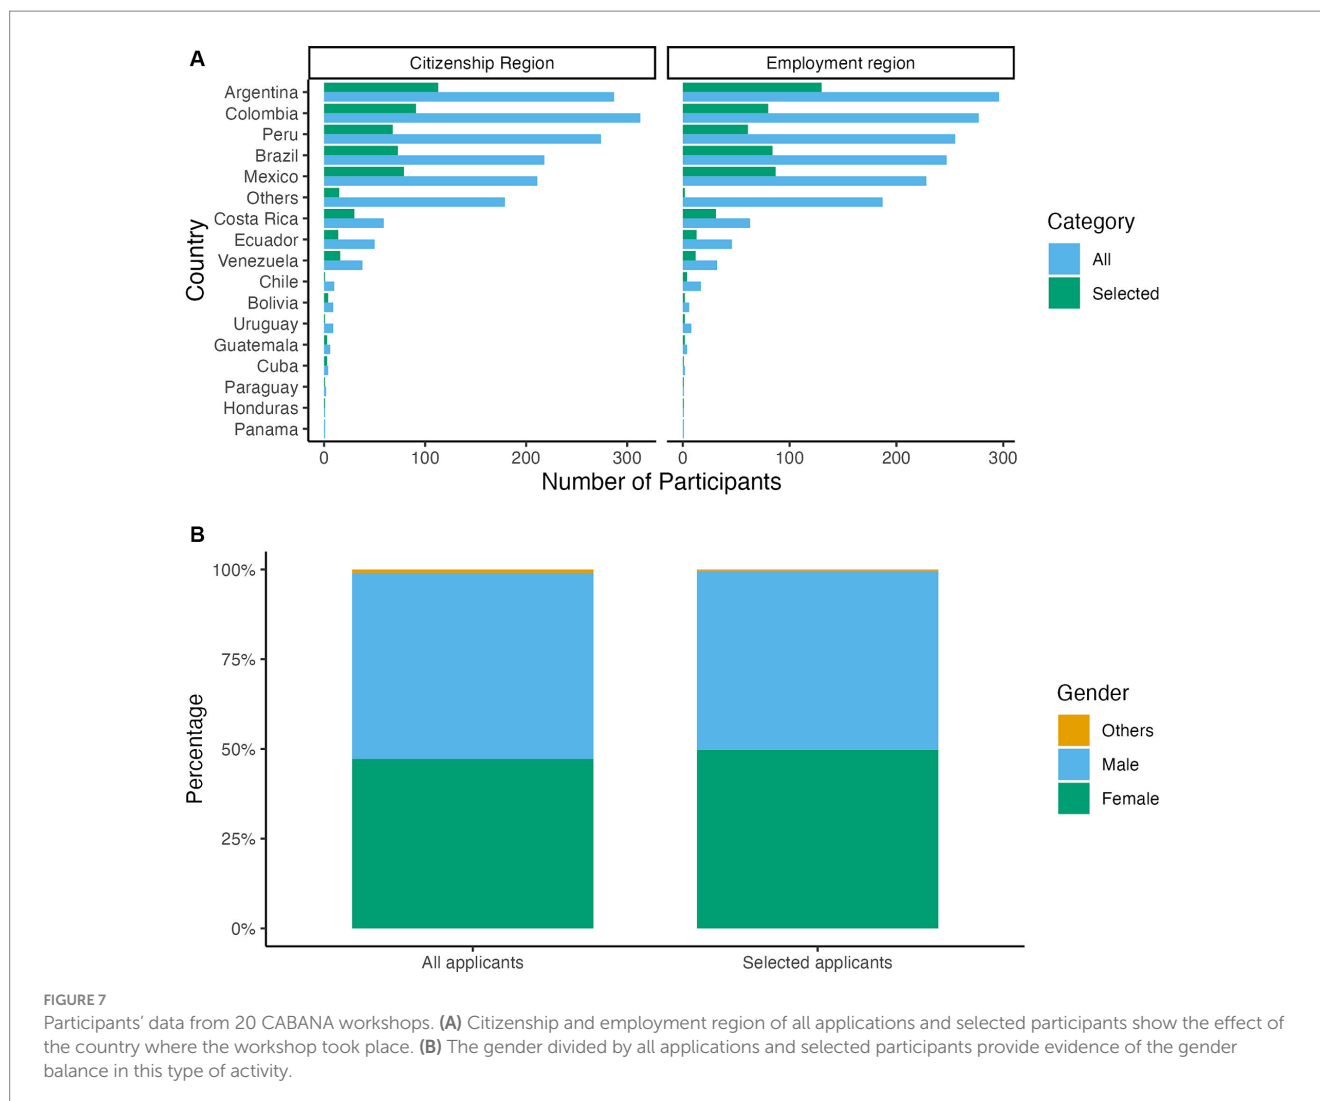 A
Citizenship Region
Employment region
Country
Argentina
Colombia
Peru
Brazil
Mexico
Others
Costa Rica
Ecuador
Venezuela
Chile
Bolivia
Uruguay
Guatemala
Cuba
Paraguay
Honduras
Panama
0 100 200 300
0 100 200 300
Number of Participants
Category
All
Selected
B
Percentage
100%
75%
50%
25%
0%
All applicants
Selected applicants
Gender
Others
Male
Female
FIGURE 7
Participants’ data from 20 CABANA workshops. (A) Citizenship and employment region of all applications and selected participants show the effect of
the country where the workshop took place. (B) The gender divided by all applications and selected participants provide evidence of the gender
balance in this type of activity.